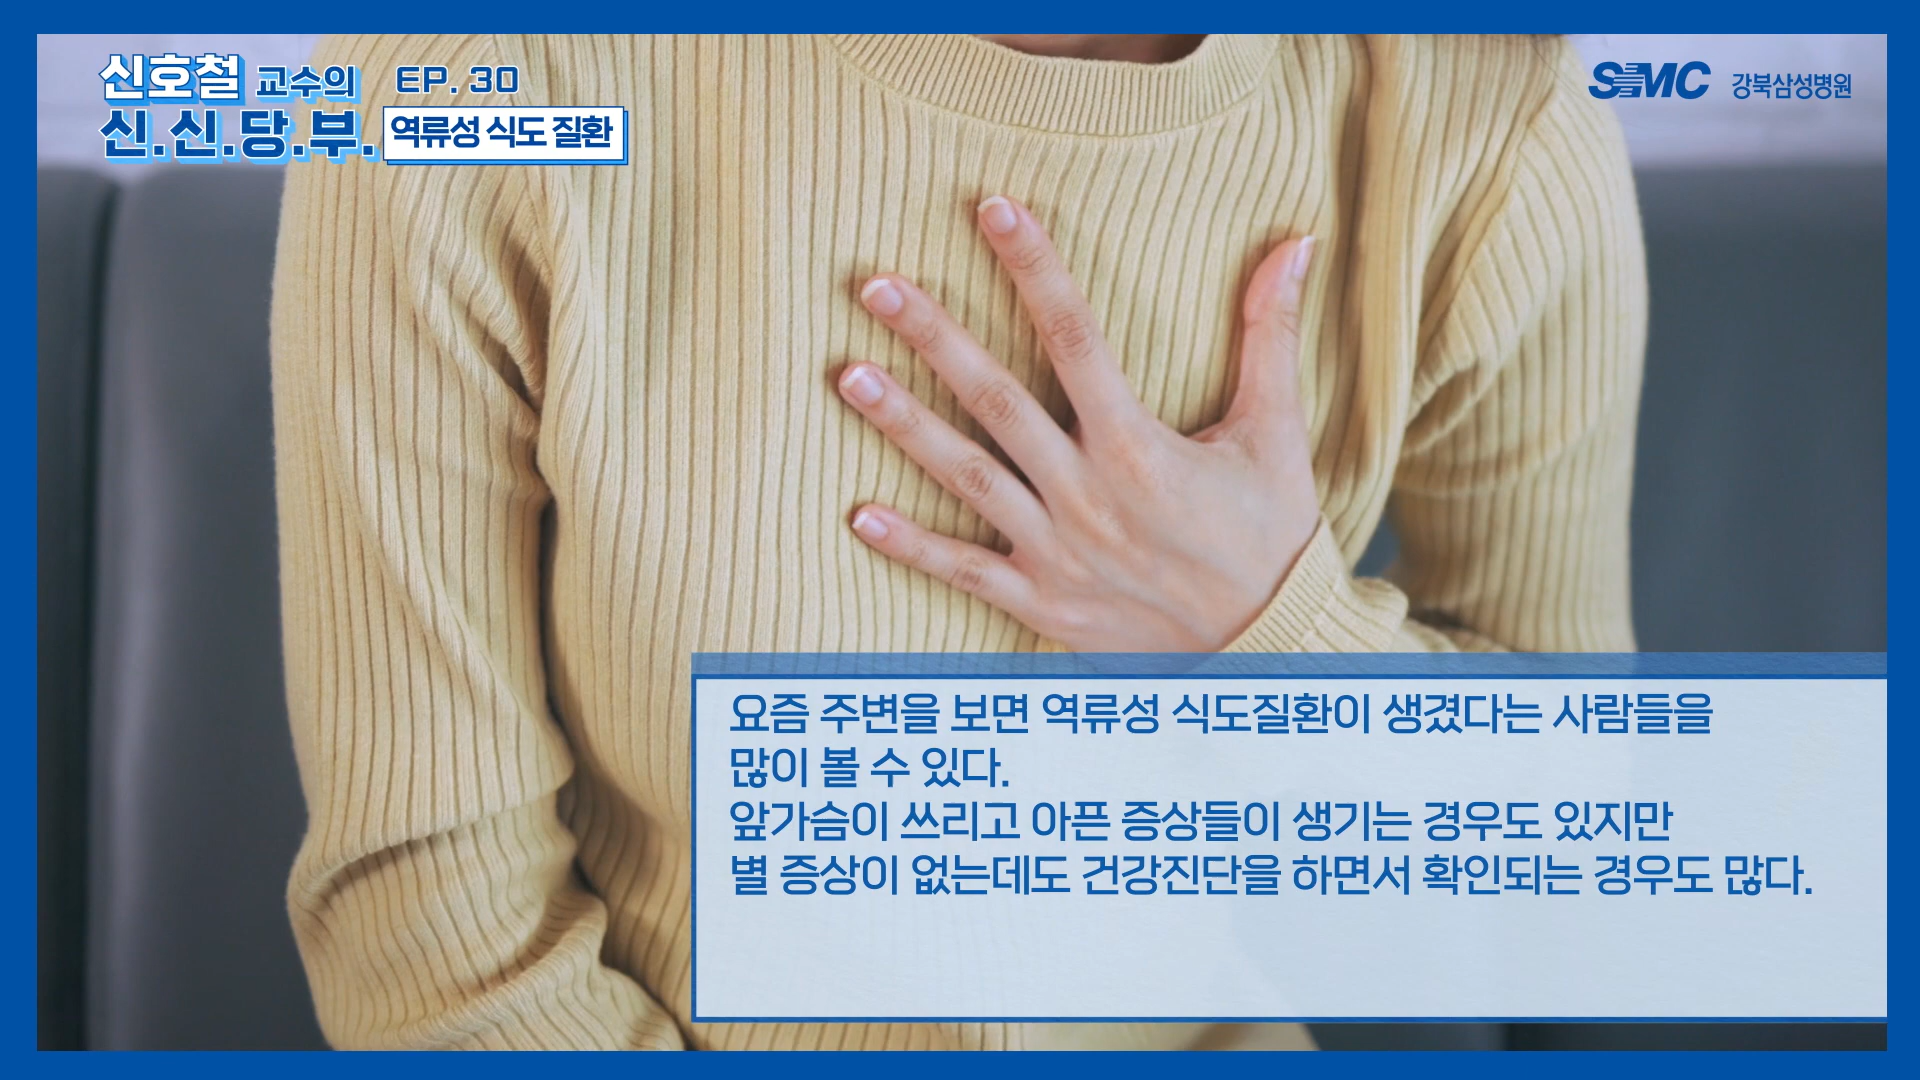 신호철 교수의 EP. 30
신.신.당.부. 역류성 식도 질환
SMC 강북삼성병원
요즘 주변을 보면 역류성 식도질환이 생겼다는 사람들을
많이 볼 수 있다.
앞가슴이 쓰리고 아픈 증상들이 생기는 경우도 있지만
별 증상이 없는데도 건강진단을 하면서 확인되는 경우도 많다.